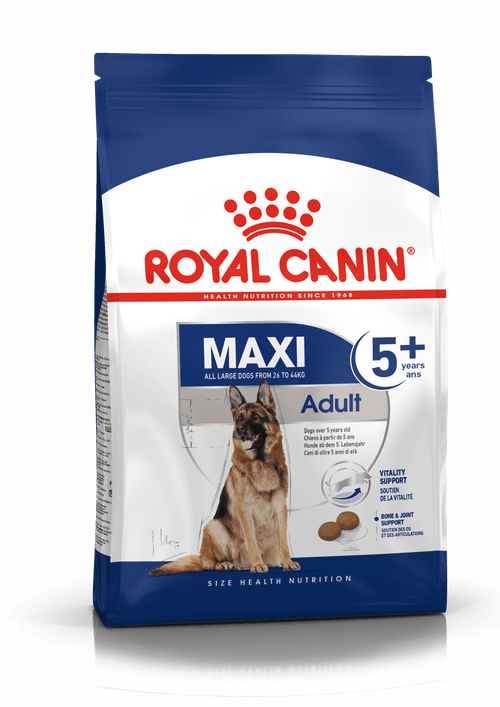 ROYAL CANIN®
HEALTH NUTRITION SINCE 1968
MAXI
ALL LARGE DOGS FROM 26 TO 44KG
5+
years
ans
Adult
Dogs over 5 years old
Chiens à partir de 5 ans
Hunde ab dem 5. Lebensjahr
Cani di oltre 5 anni di età
VITALITY
SUPPORT
SOUTIEN
DE LA VITALITÉ
BONE & JOINT
SUPPORT
SOUTIEN DES OS
ET DES ARTICULATIONS
SIZE HEALTH NUTRITION